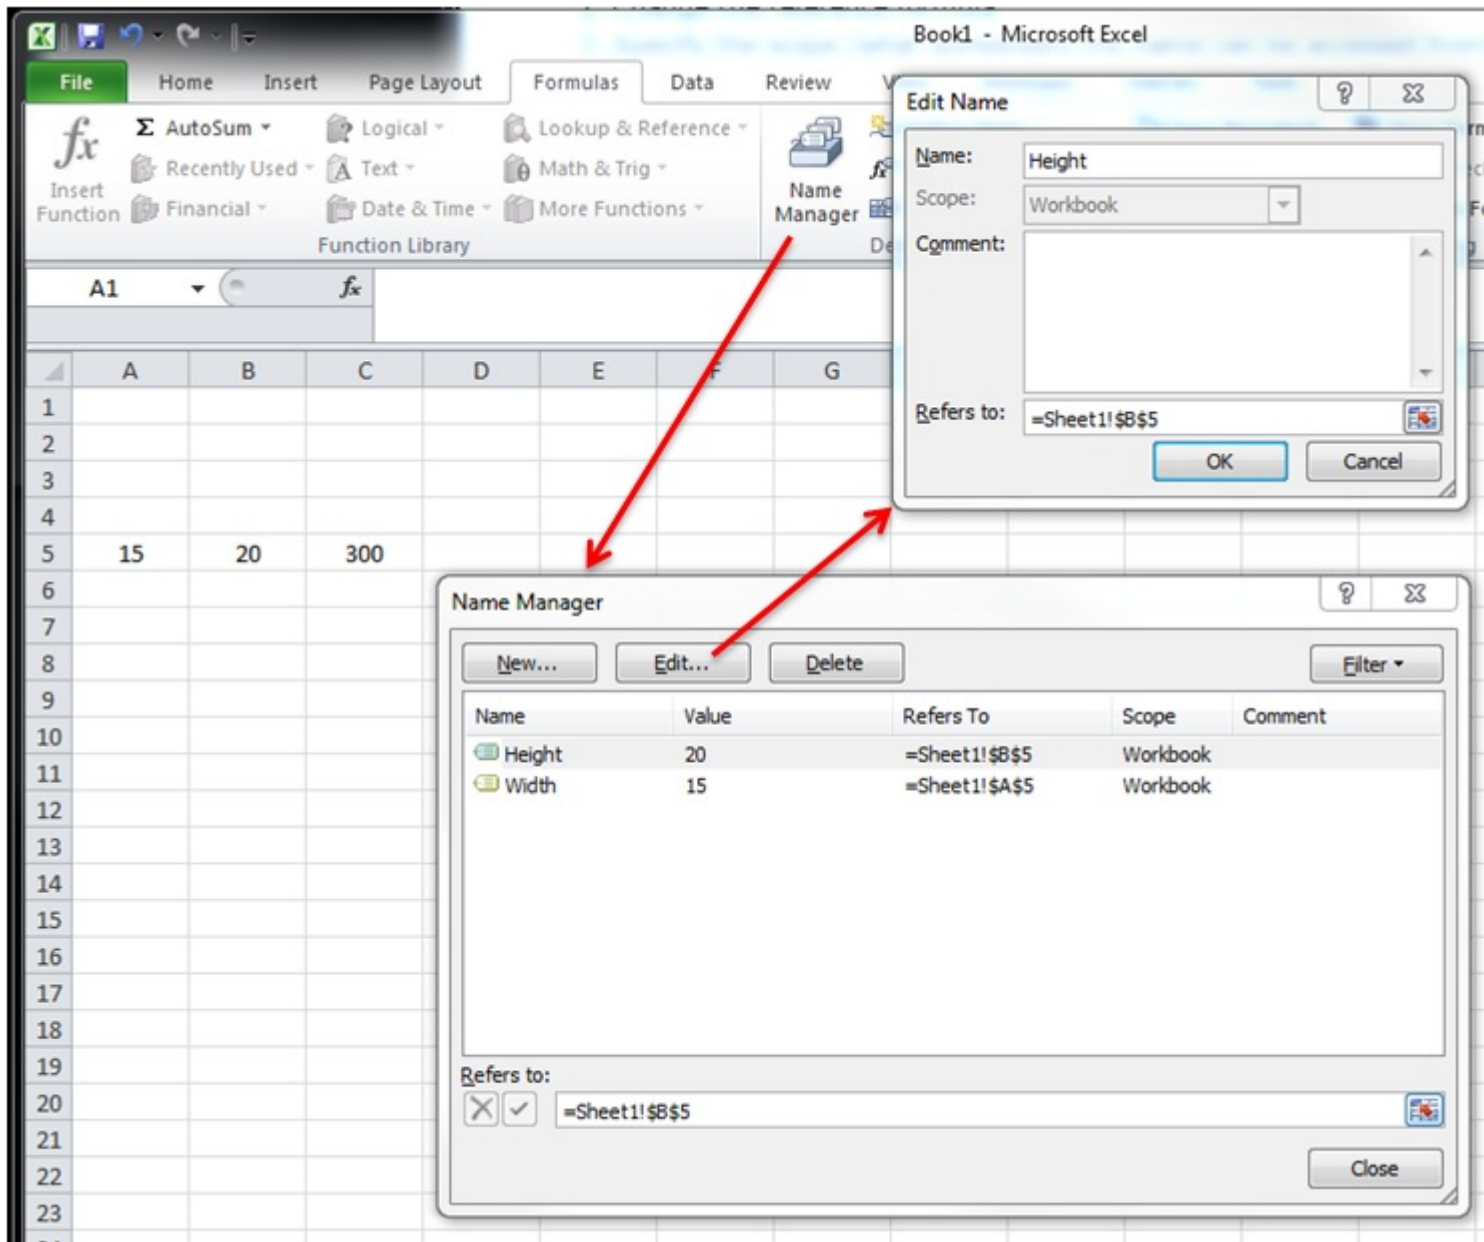 Book1 - Microsoft Excel
File Home Insert Page Layout Formulas Data Review
fx Σ AutoSum Logical Lookup & Reference
Recently Used Text Math & Trig
Insert Function Financial Date & Time More Functions
Name Manager
Function Library
A1 fx
A B C D E F G
1
2
3
4
5 15 20 300
6
7
8
9
10
11
12
13
14
15
16
17
18
19
20
21
22
23
Edit Name
Name: Height
Scope: Workbook
Comment:
Refers to: =Sheet1!$B$5
OK Cancel
Name Manager
New... Edit... Delete Filter
Name Value Refers To Scope Comment
Height 20 =Sheet1!$B$5 Workbook
Width 15 =Sheet1!$A$5 Workbook
Refers to:
=Sheet1!$B$5
Close